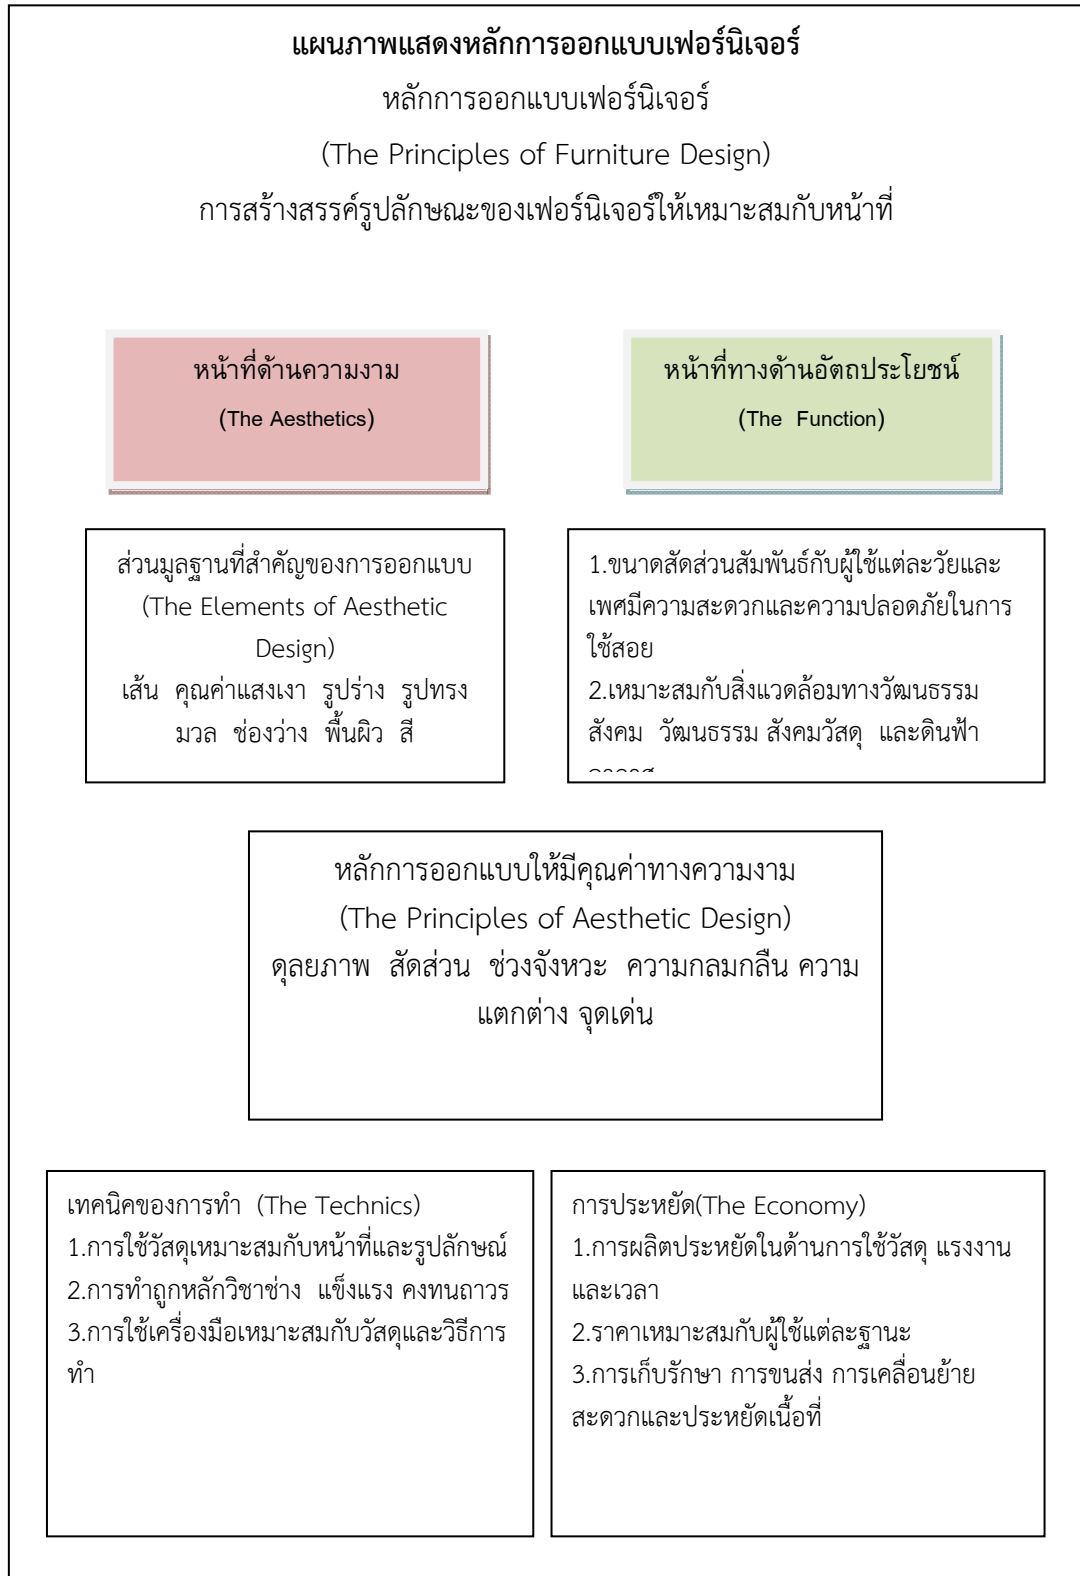 แผนภาพแสดงหลักการออกแบบเฟอร์นิเจอร์
หลักการออกแบบเฟอร์นิเจอร์
(The Principles of Furniture Design)
การสร้างสรรค์รูปลักษณะของเฟอร์นิเจอร์ให้เหมาะสมกับหน้าที่
หน้าที่ด้านความงาม
(The Aesthetics)
หน้าที่ทางด้านอัตถประโยชน์
(The Function)
ส่วนมูลฐานที่สำคัญของการออกแบบ
(The Elements of Aesthetic
Design)
เส้น คุณค่าแสงเงา รูปร่าง รูปทรง
มวล ช่องว่าง พื้นผิว สี
1.ขนาดสัดส่วนสัมพันธ์กับผู้ใช้แต่ละวัยและ
เพศมีความสะดวกและความปลอดภัยในการ
ใช้สอย
2.เหมาะสมกับสิ่งแวดล้อมทางวัฒนธรรม
สังคม วัฒนธรรม สังคมวัสดุ และดินฟ้า
หลักการออกแบบให้มีคุณค่าทางความงาม
(The Principles of Aesthetic Design)
ดุลยภาพ สัดส่วน ช่วงจังหวะ ความกลมกลืน ความ
แตกต่าง จุดเด่น
เทคนิคของการทำ (The Technics)
1.การใช้วัสดุเหมาะสมกับหน้าที่และรูปลักษณ์
2.การทำถูกหลักวิชาช่าง แข็งแรง คงทนถาวร
3.การใช้เครื่องมือเหมาะสมกับวัสดุและวิธีการ
ทำ
การประหยัด(The Economy)
1.การผลิตประหยัดในด้านการใช้วัสดุ แรงงาน
และเวลา
2.ราคาเหมาะสมกับผู้ใช้แต่ละฐานะ
3.การเก็บรักษา การขนส่ง การเคลื่อนย้าย
สะดวกและประหยัดเนื้อที่